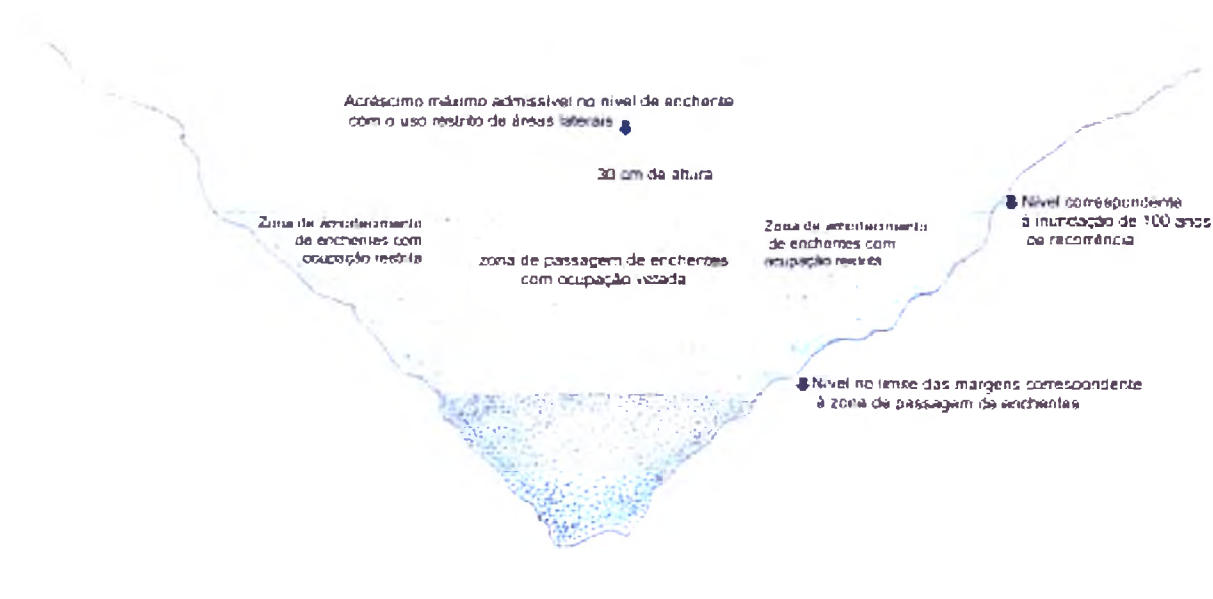 Acréscimo máximo admissível no nível de enchente
com o uso restrito de áreas laterais
30 cm de altura
Zona de amortecimento
de enchentes com
ocupação restrita
zona de passagem de enchentes
com ocupação vetada
Zona de amortecimento
de enchentes com
ocupação restrita
Nível correspondente
à inundação de 100 anos
de recorrência
Nível no limite das margens correspondente
à zona de passagem de enchentes